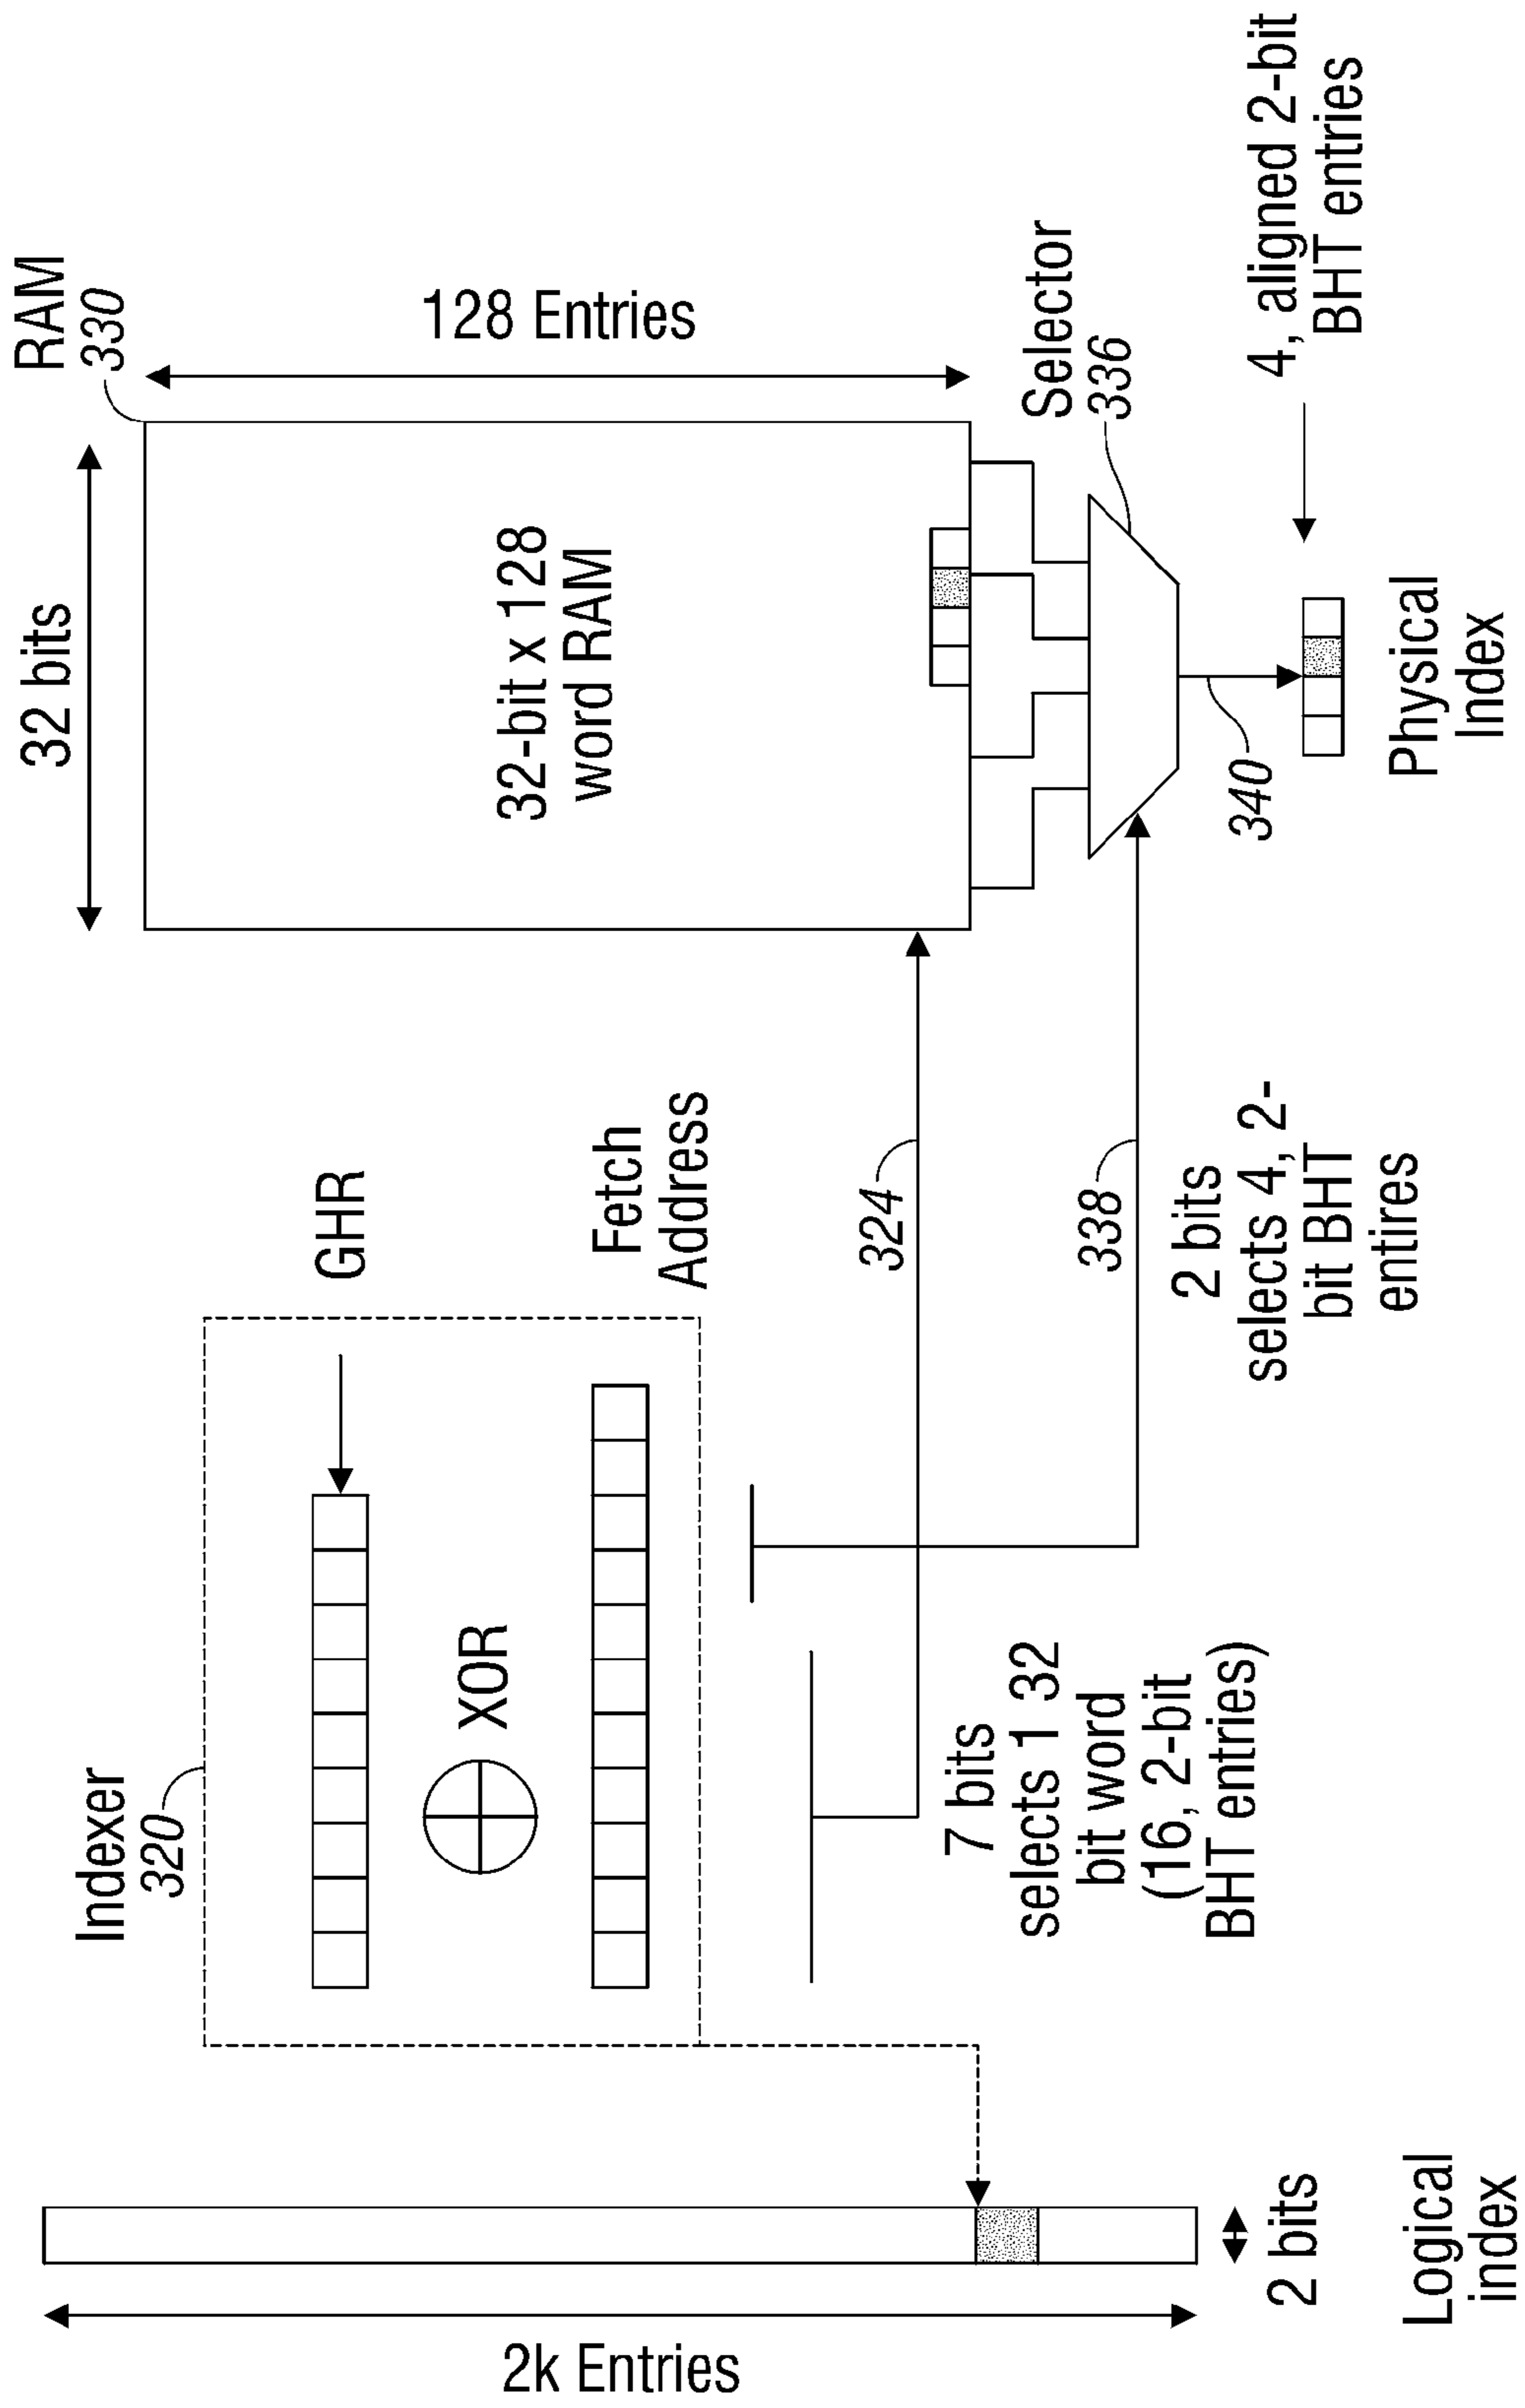 2k Entries
2 bits
Logical
index
Indexer
320
XOR
GHR
Fetch
Address
7 bits
selects 1 32
bit word
(16, 2-bit
BHT entries)
324
338
2 bits
selects 4, 2-
bit BHT
entires
32 bits
RAM
330
32-bit x 128
word RAM
128 Entries
Selector
336
340
4, aligned 2-bit
BHT entries
Physical
Index